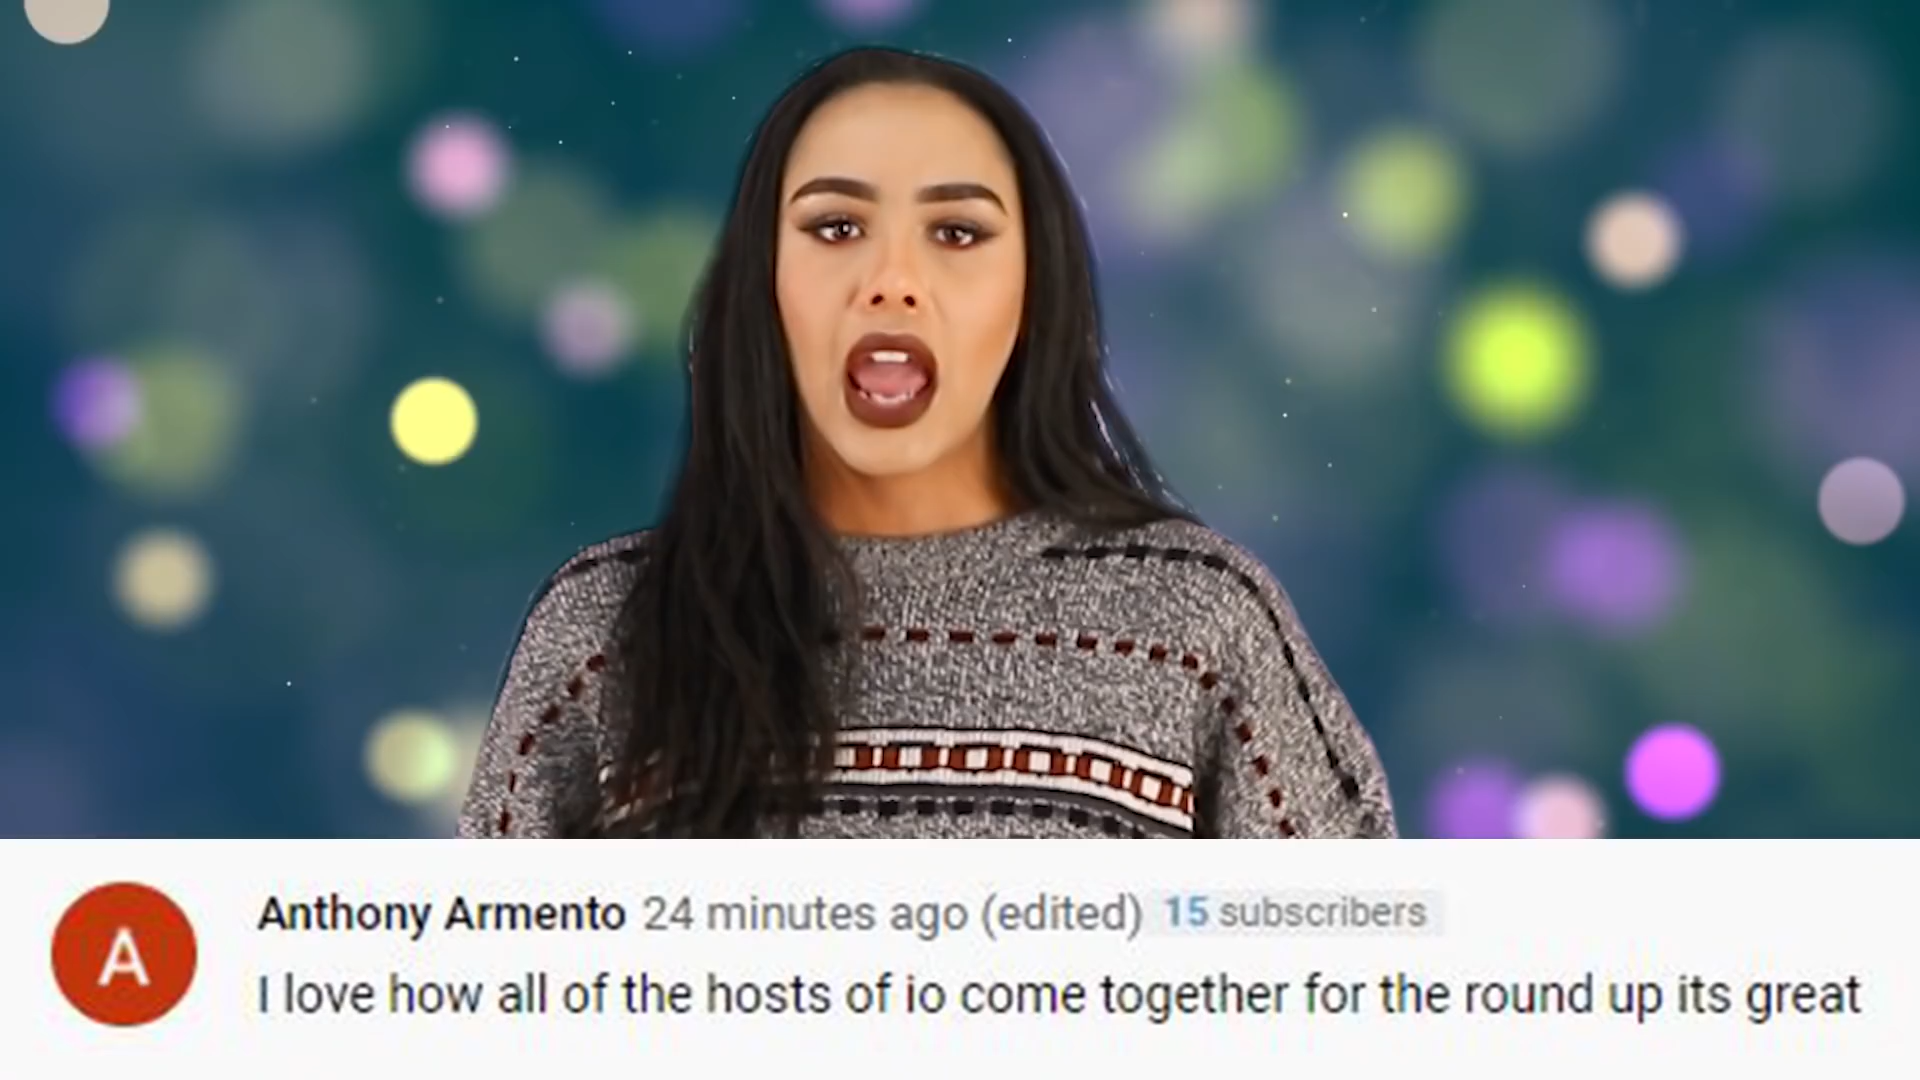 A
Anthony Armento 24 minutes ago (edited) 15 subscribers
I love how all of the hosts of io come together for the round up its great